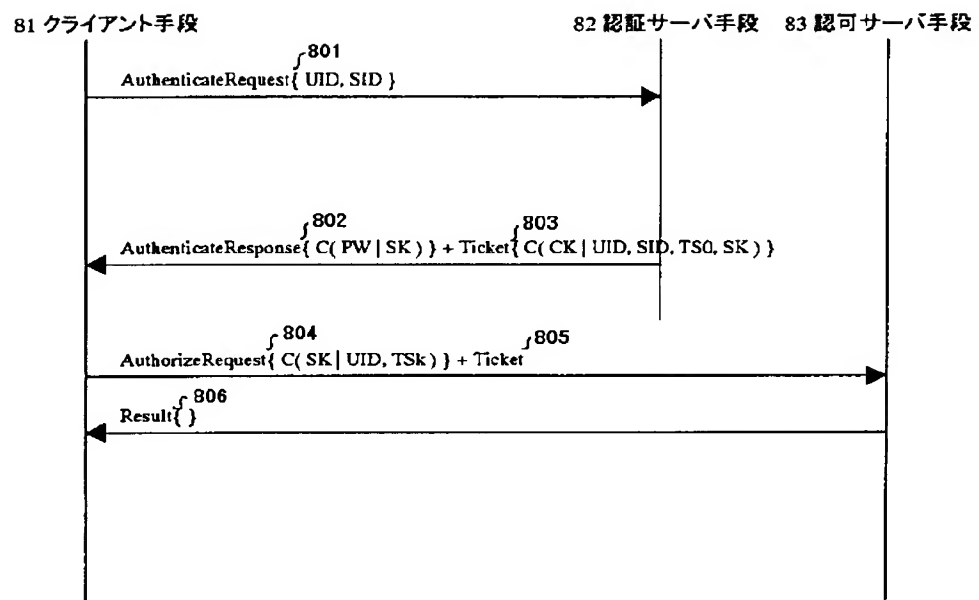 81 クライアント手段
82 認証サーバ手段
83 認可サーバ手段
801
AuthenticateRequest{ UID, SID }
802
803
AuthenticateResponse{ C( PW | SK ) } + Ticket{ C( CK | UID, SID, TS0, SK ) }
804
805
AuthorizeRequest{ C( SK | UID, TSk ) } + Ticket
806
Result{ }